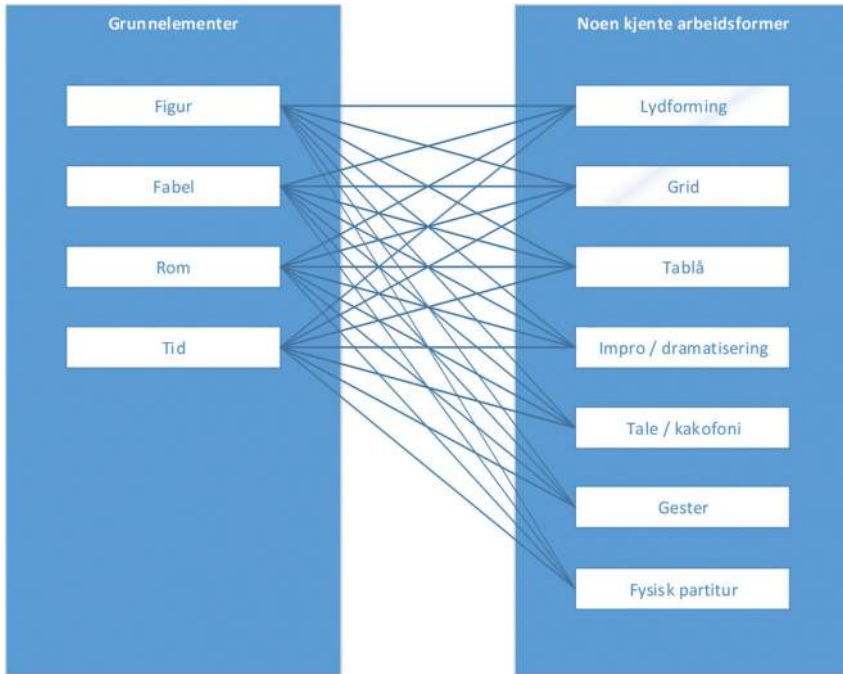 Grunnelementer
Figur
Fabel
Rom
Tid
Noen kjente arbeidsformer
Lydforming
Grid
Tablå
Impro / dramatisering
Tale / kakofoni
Gester
Fysisk partitur